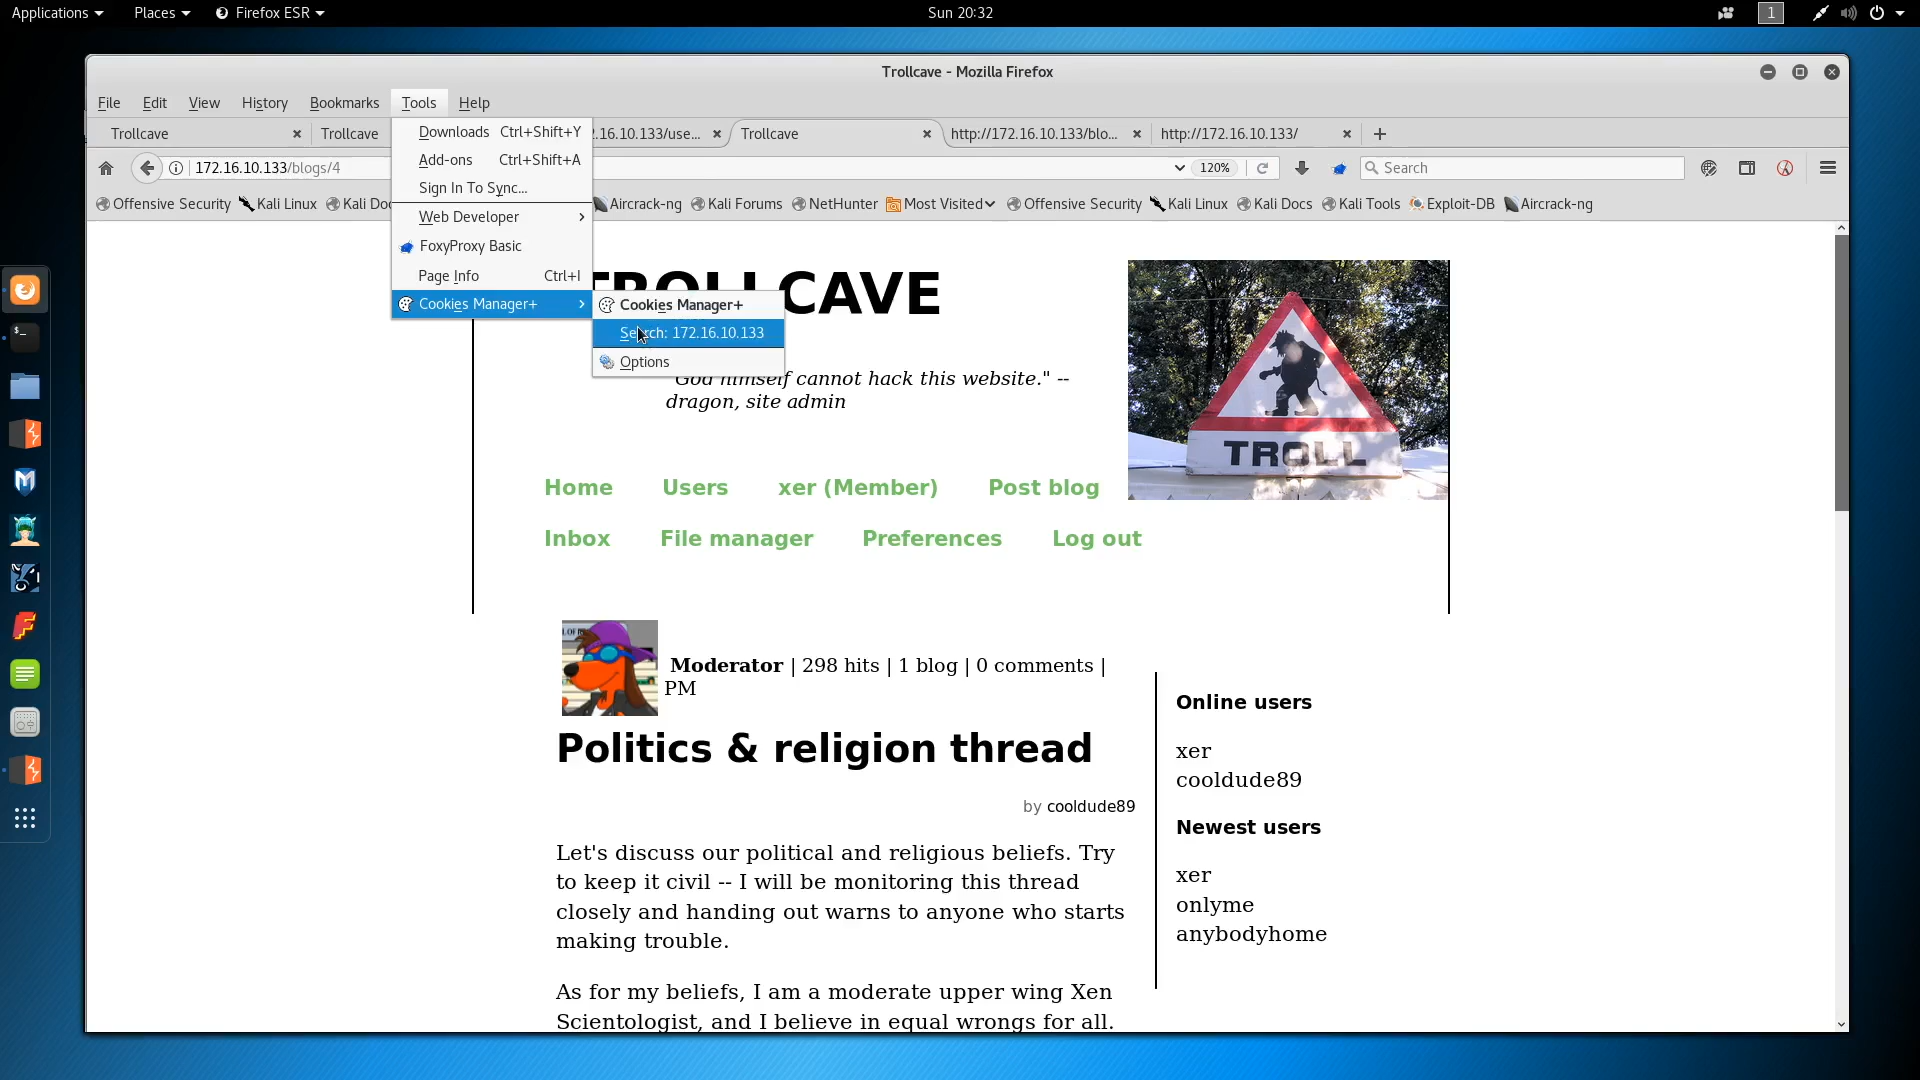 Applications Places Firefox ESR Sun 20:32 1
Trollcave - Mozilla Firefox
File Edit View History Bookmarks Tools Help
Trollcave Trollcave 2.16.10.133/use... Trollcave http://172.16.10.133/blo... http://172.16.10.133/
172.16.10.133/blogs/4 120% Search
Offensive Security Kali Linux Kali Aircrack-ng Kali Forums NetHunter Most Visited Offensive Security Kali Linux Kali Docs Kali Tools Exploit-DB Aircrack-ng
Downloads Ctrl+Shift+Y
Add-ons Ctrl+Shift+A
Sign In To Sync...
Web Developer
FoxyProxy Basic
Page Info Ctrl+I
Cookies Manager+
Cookies Manager+
Search: 172.16.10.133
Options
TROLLCAVE
"God himself cannot hack this website." --
dragon, site admin
TROLL
Home Users xer (Member) Post blog
Inbox File manager Preferences Log out
Moderator | 298 hits | 1 blog | 0 comments |
PM
Politics & religion thread
by cooldude89
Let's discuss our political and religious beliefs. Try
to keep it civil -- I will be monitoring this thread
closely and handing out warns to anyone who starts
making trouble.
As for my beliefs, I am a moderate upper wing Xen
Scientologist, and I believe in equal wrongs for all.
Online users
xer
cooldude89
Newest users
xer
onlyme
anybodyhome